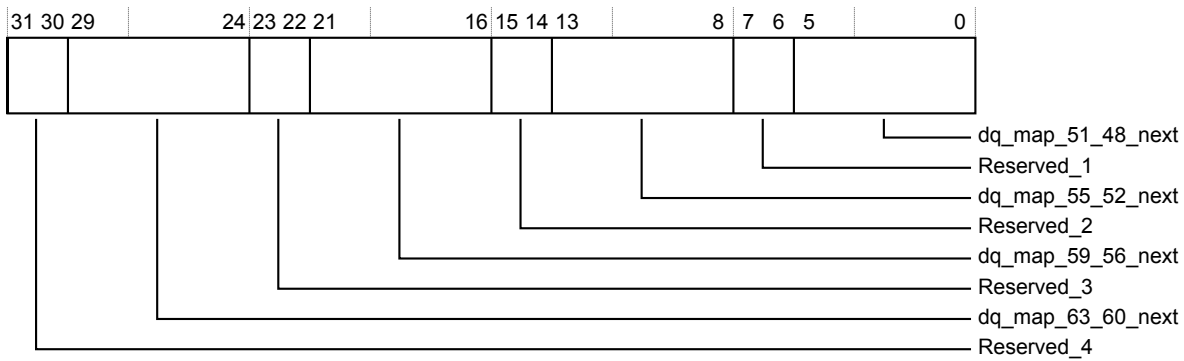 31 30 29 24 23 22 21 16 15 14 13 8 7 6 5 0
dq_map_51_48_next
Reserved_1
dq_map_55_52_next
Reserved_2
dq_map_59_56_next
Reserved_3
dq_map_63_60_next
Reserved_4